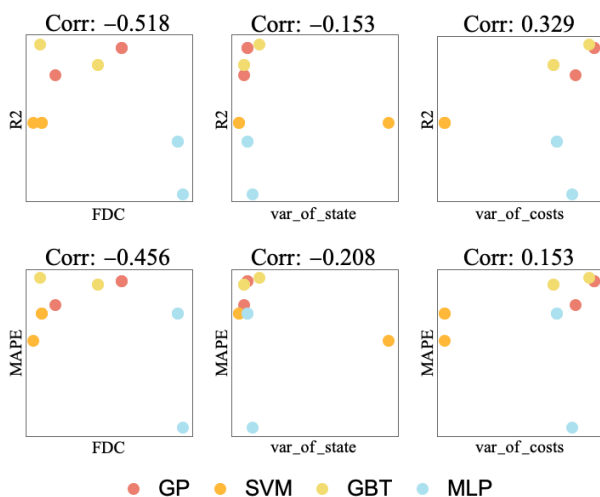 Corr: −0.518
Corr: −0.153
Corr: 0.329
R2
R2
R2
FDC
var_of_state
var_of_costs
Corr: −0.456
Corr: −0.208
Corr: 0.153
MAPE
MAPE
MAPE
FDC
var_of_state
var_of_costs
GP
SVM
GBT
MLP